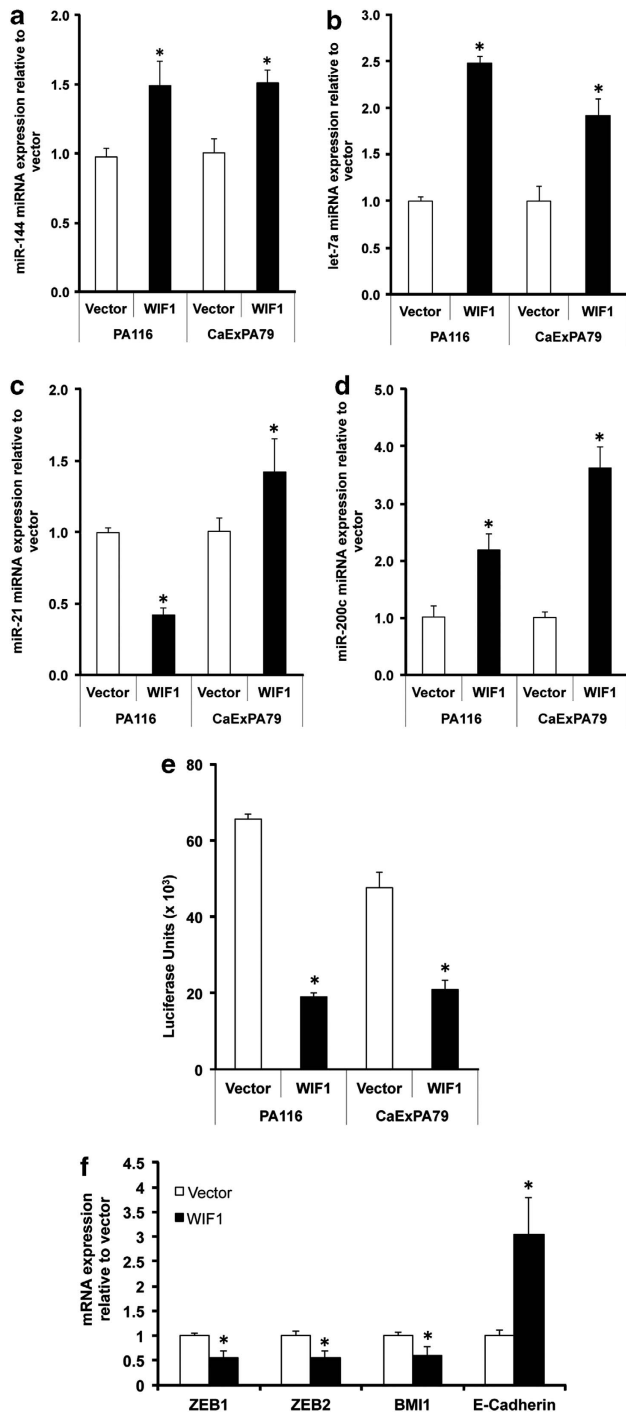 a
miR-144 miRNA expression relative to
vector
2.0
1.5
1.0
0.5
0.0
*
*
Vector WIF1 Vector WIF1
PA116 CaExPA79
b
let-7a miRNA expression relative to
vector
3.0
2.5
2.0
1.5
1.0
0.5
0.0
*
*
Vector WIF1 Vector WIF1
PA116 CaExPA79
c
miR-21 miRNA expression relative to
vector
2.0
1.5
1.0
0.5
0.0
*
*
Vector WIF1 Vector WIF1
PA116 CaExPA79
d
miR-200c miRNA expression relative to
vector
5.0
4.0
3.0
2.0
1.0
0.0
*
*
Vector WIF1 Vector WIF1
PA116 CaExPA79
e
Luciferase Units (x 10³)
80
60
40
20
0
*
*
Vector WIF1 Vector WIF1
PA116 CaExPA79
f
mRNA expression
relative to vector
4.5
4
3.5
3
2.5
2
1.5
1
0.5
0
Vector
WIF1
*
*
*
*
ZEB1 ZEB2 BMI1 E-Cadherin